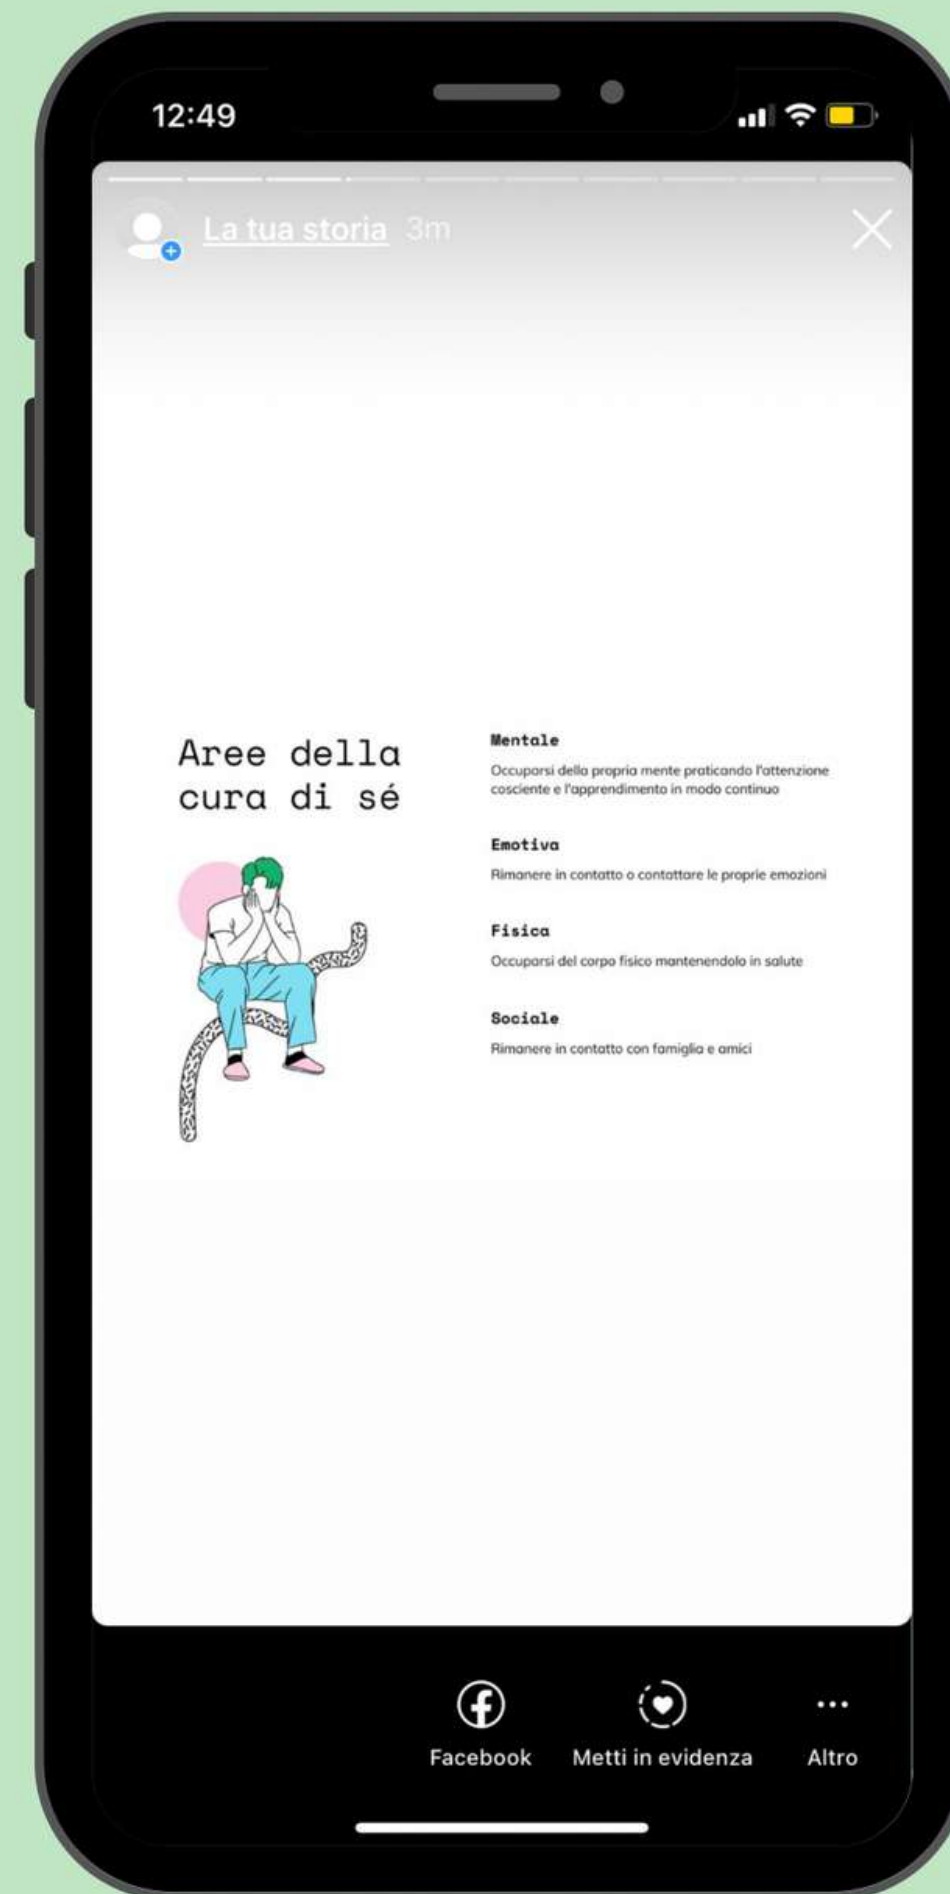 12:49
La tua storia 3m
Aree della
cura di sé
Mentale
Occuparsi della propria mente praticando l'attenzione
cosciente e l'apprendimento in modo continuo
Emotiva
Rimanere in contatto o contattare le proprie emozioni
Fisica
Occuparsi del corpo fisico mantenendolo in salute
Sociale
Rimanere in contatto con famiglia e amici
Facebook
Metti in evidenza
Altro